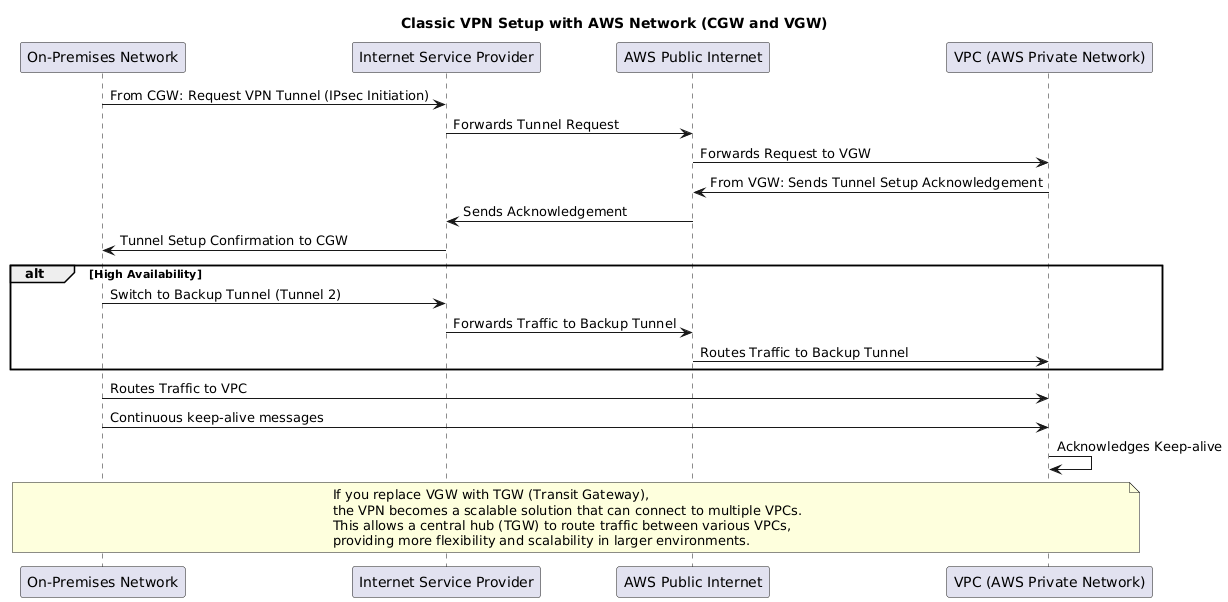 Classic VPN Setup with AWS Network (CGW and VGW)
On-Premises Network
Internet Service Provider
AWS Public Internet
VPC (AWS Private Network)
From CGW: Request VPN Tunnel (IPsec Initiation)
Forwards Tunnel Request
Forwards Request to VGW
From VGW: Sends Tunnel Setup Acknowledgement
Sends Acknowledgement
Tunnel Setup Confirmation to CGW
alt
[High Availability]
Switch to Backup Tunnel (Tunnel 2)
Forwards Traffic to Backup Tunnel
Routes Traffic to Backup Tunnel
Routes Traffic to VPC
Continuous keep-alive messages
Acknowledges Keep-alive
If you replace VGW with TGW (Transit Gateway),
the VPN becomes a scalable solution that can connect to multiple VPCs.
This allows a central hub (TGW) to route traffic between various VPCs,
providing more flexibility and scalability in larger environments.
On-Premises Network
Internet Service Provider
AWS Public Internet
VPC (AWS Private Network)